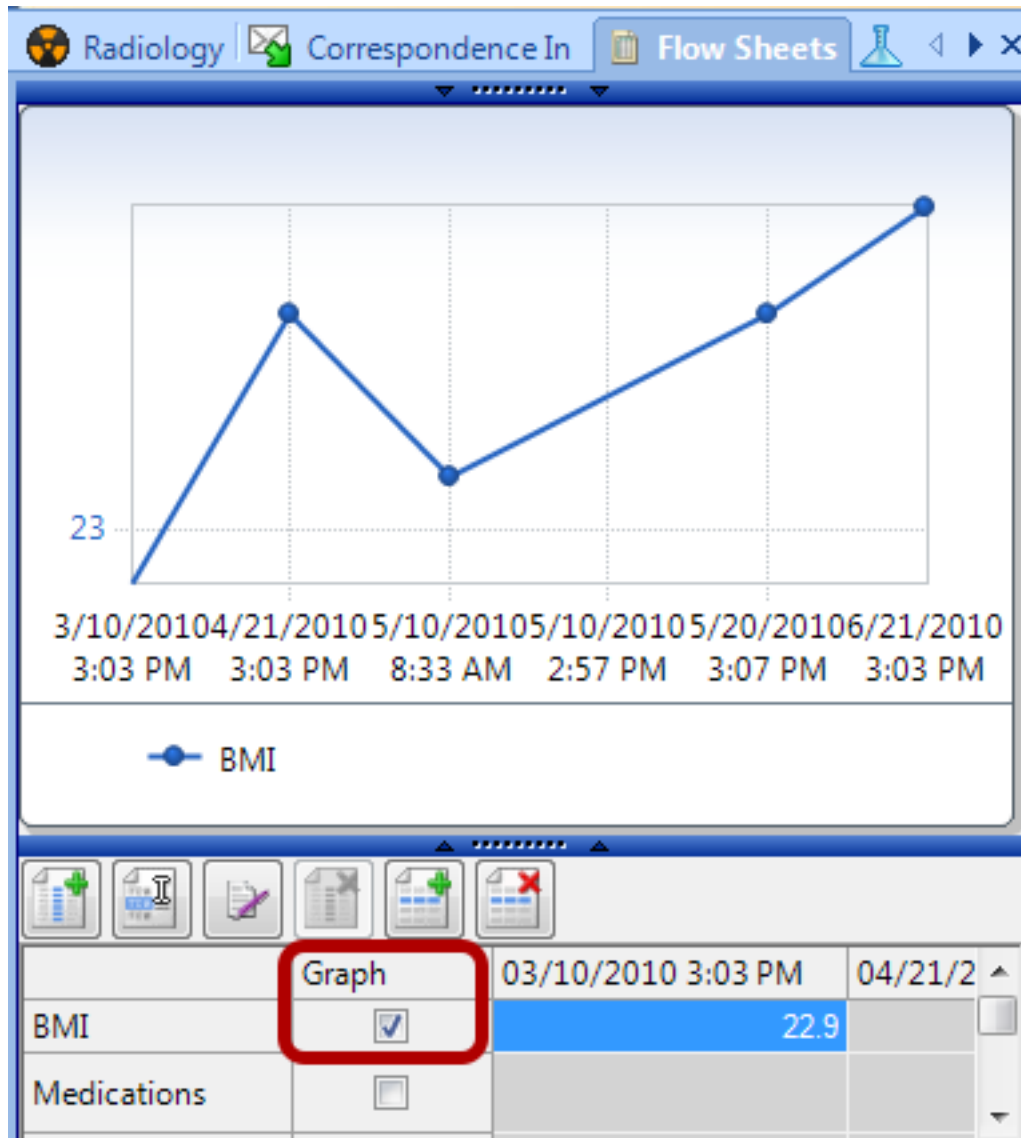 Radiology Correspondence In Flow Sheets
23
3/10/2010 4/21/2010 5/10/2010 5/10/2010 5/20/2010 6/21/2010
3:03 PM 3:03 PM 8:33 AM 2:57 PM 3:07 PM 3:03 PM
BMI
Graph 03/10/2010 3:03 PM 04/21/2
BMI 22.9
Medications